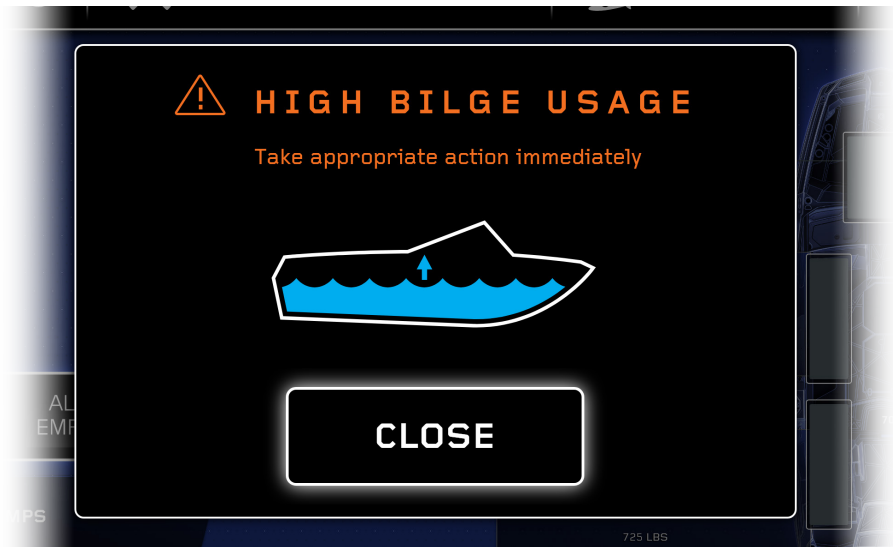 HIGH BILGE USAGE
Take appropriate action immediately
CLOSE
725 LBS